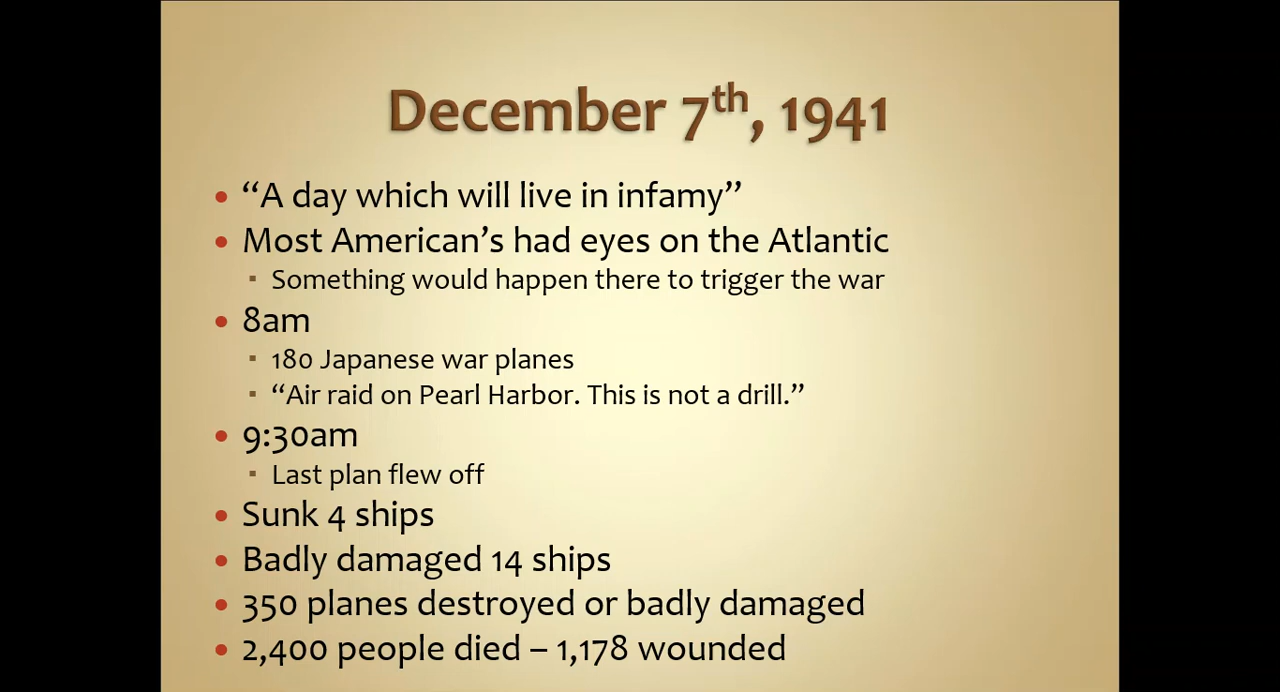 December 7th, 1941
• “A day which will live in infamy”
• Most American’s had eyes on the Atlantic
▪ Something would happen there to trigger the war
• 8am
▪ 180 Japanese war planes
▪ “Air raid on Pearl Harbor. This is not a drill.”
• 9:30am
▪ Last plan flew off
• Sunk 4 ships
• Badly damaged 14 ships
• 350 planes destroyed or badly damaged
• 2,400 people died – 1,178 wounded